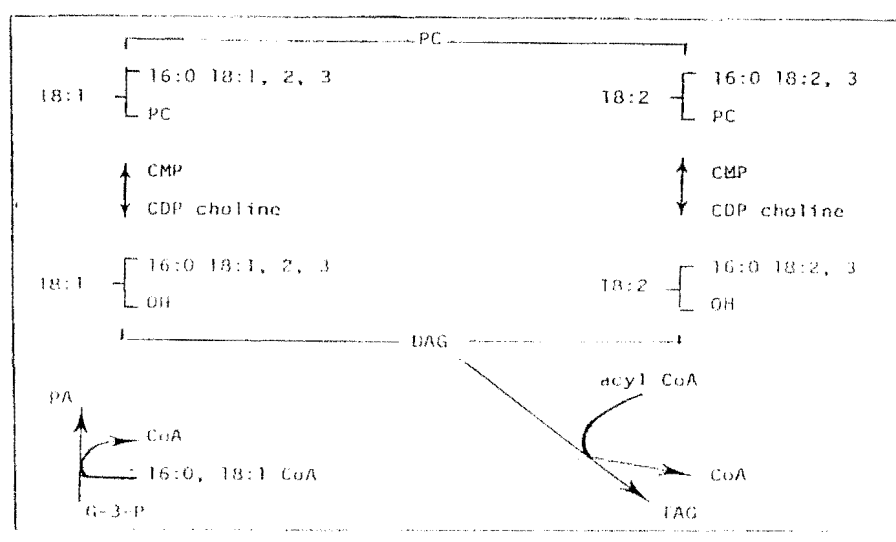 PC
16:0 18:1, 2, 3 16:0 18:2, 3
18:1 18:2
PC PC
CMP CMP
CDP choline CDP choline
16:0 18:1, 2, 3 16:0 18:2, 3
18:1 18:2
OH OH
DAG
acyl CoA
PA
CoA
16:0, 18:1 CoA CoA
G-3-P TAG